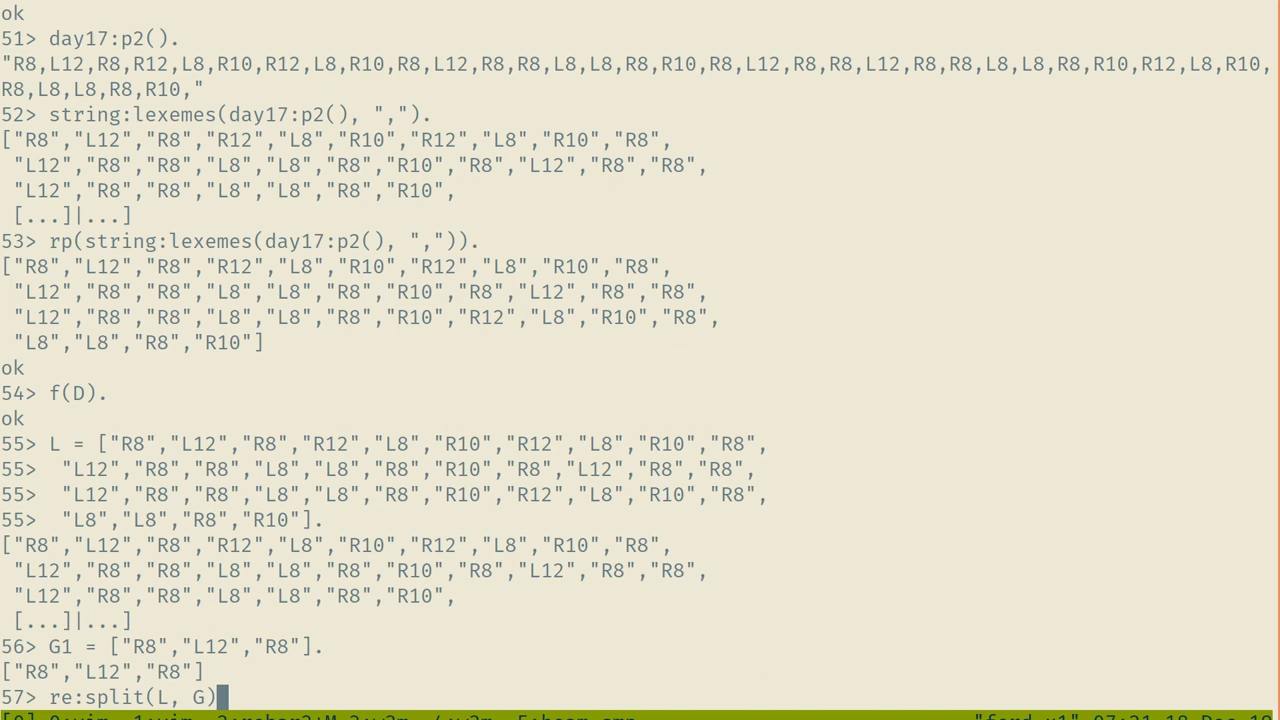 ok
51> day17:p2().
"R8,L12,R8,R12,L8,R10,R12,L8,R10,R8,L12,R8,R8,L8,L8,R8,R10,R8,L12,R8,R8,L12,R8,R8,L8,L8,R8,R10,R12,L8,R10,
R8,L8,L8,R8,R10,"
52> string:lexemes(day17:p2(), ",").
["R8","L12","R8","R12","L8","R10","R12","L8","R10","R8",
 "L12","R8","R8","L8","L8","R8","R10","R8","L12","R8","R8",
 "L12","R8","R8","L8","L8","R8","R10",
 [...]|...]
53> rp(string:lexemes(day17:p2(), ",")).
["R8","L12","R8","R12","L8","R10","R12","L8","R10","R8",
 "L12","R8","R8","L8","L8","R8","R10","R8","L12","R8","R8",
 "L12","R8","R8","L8","L8","R8","R10","R12","L8","R10","R8",
 "L8","L8","R8","R10"]
ok
54> f(D).
ok
55> L = ["R8","L12","R8","R12","L8","R10","R12","L8","R10","R8",
55>  "L12","R8","R8","L8","L8","R8","R10","R8","L12","R8","R8",
55>  "L12","R8","R8","L8","L8","R8","R10","R12","L8","R10","R8",
55>  "L8","L8","R8","R10"].
["R8","L12","R8","R12","L8","R10","R12","L8","R10","R8",
 "L12","R8","R8","L8","L8","R8","R10","R8","L12","R8","R8",
 "L12","R8","R8","L8","L8","R8","R10",
 [...]|...]
56> G1 = ["R8","L12","R8"].
["R8","L12","R8"]
57> re:split(L, G)